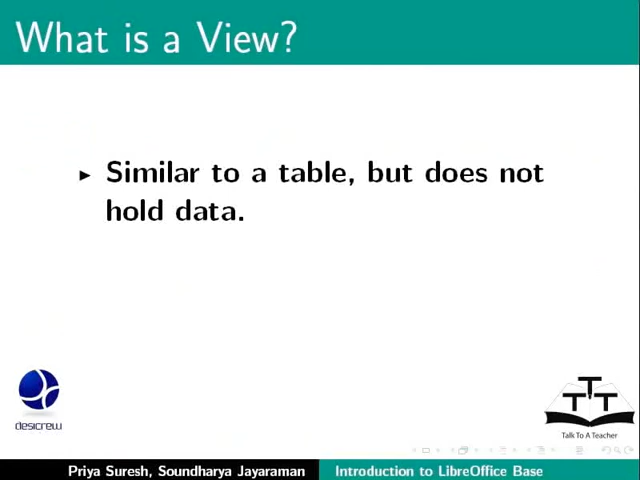 What is a View?
Similar to a table, but does not
hold data.
desicrew
T
T T
Talk To A Teacher
Priya Suresh, Soundharya Jayaraman
Introduction to LibreOffice Base